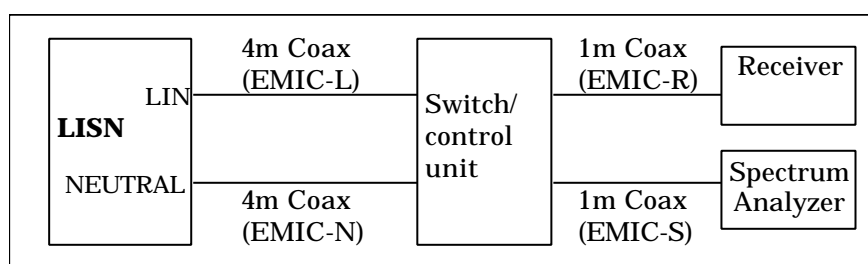 4m Coax
(EMIC-L)
1m Coax
(EMIC-R)
Receiver
LIN
LISN
Switch/
control
unit
NEUTRAL
4m Coax
(EMIC-N)
1m Coax
(EMIC-S)
Spectrum
Analyzer